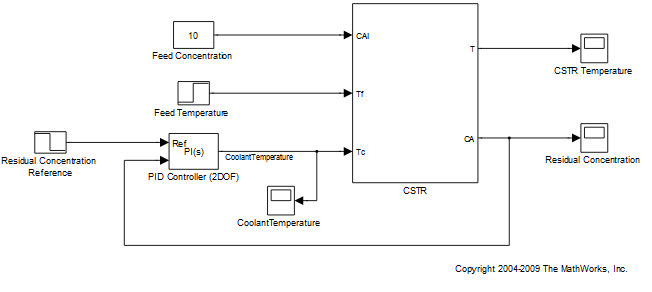 10
CAi
Feed Concentration
T
CSTR Temperature
Feed Temperature
Tf
Ref
PI(s)
CoolantTemperature
Tc
CA
Residual Concentration
Reference
PID Controller (2DOF)
Residual Concentration
CSTR
CoolantTemperature
Copyright 2004-2009 The MathWorks, Inc.